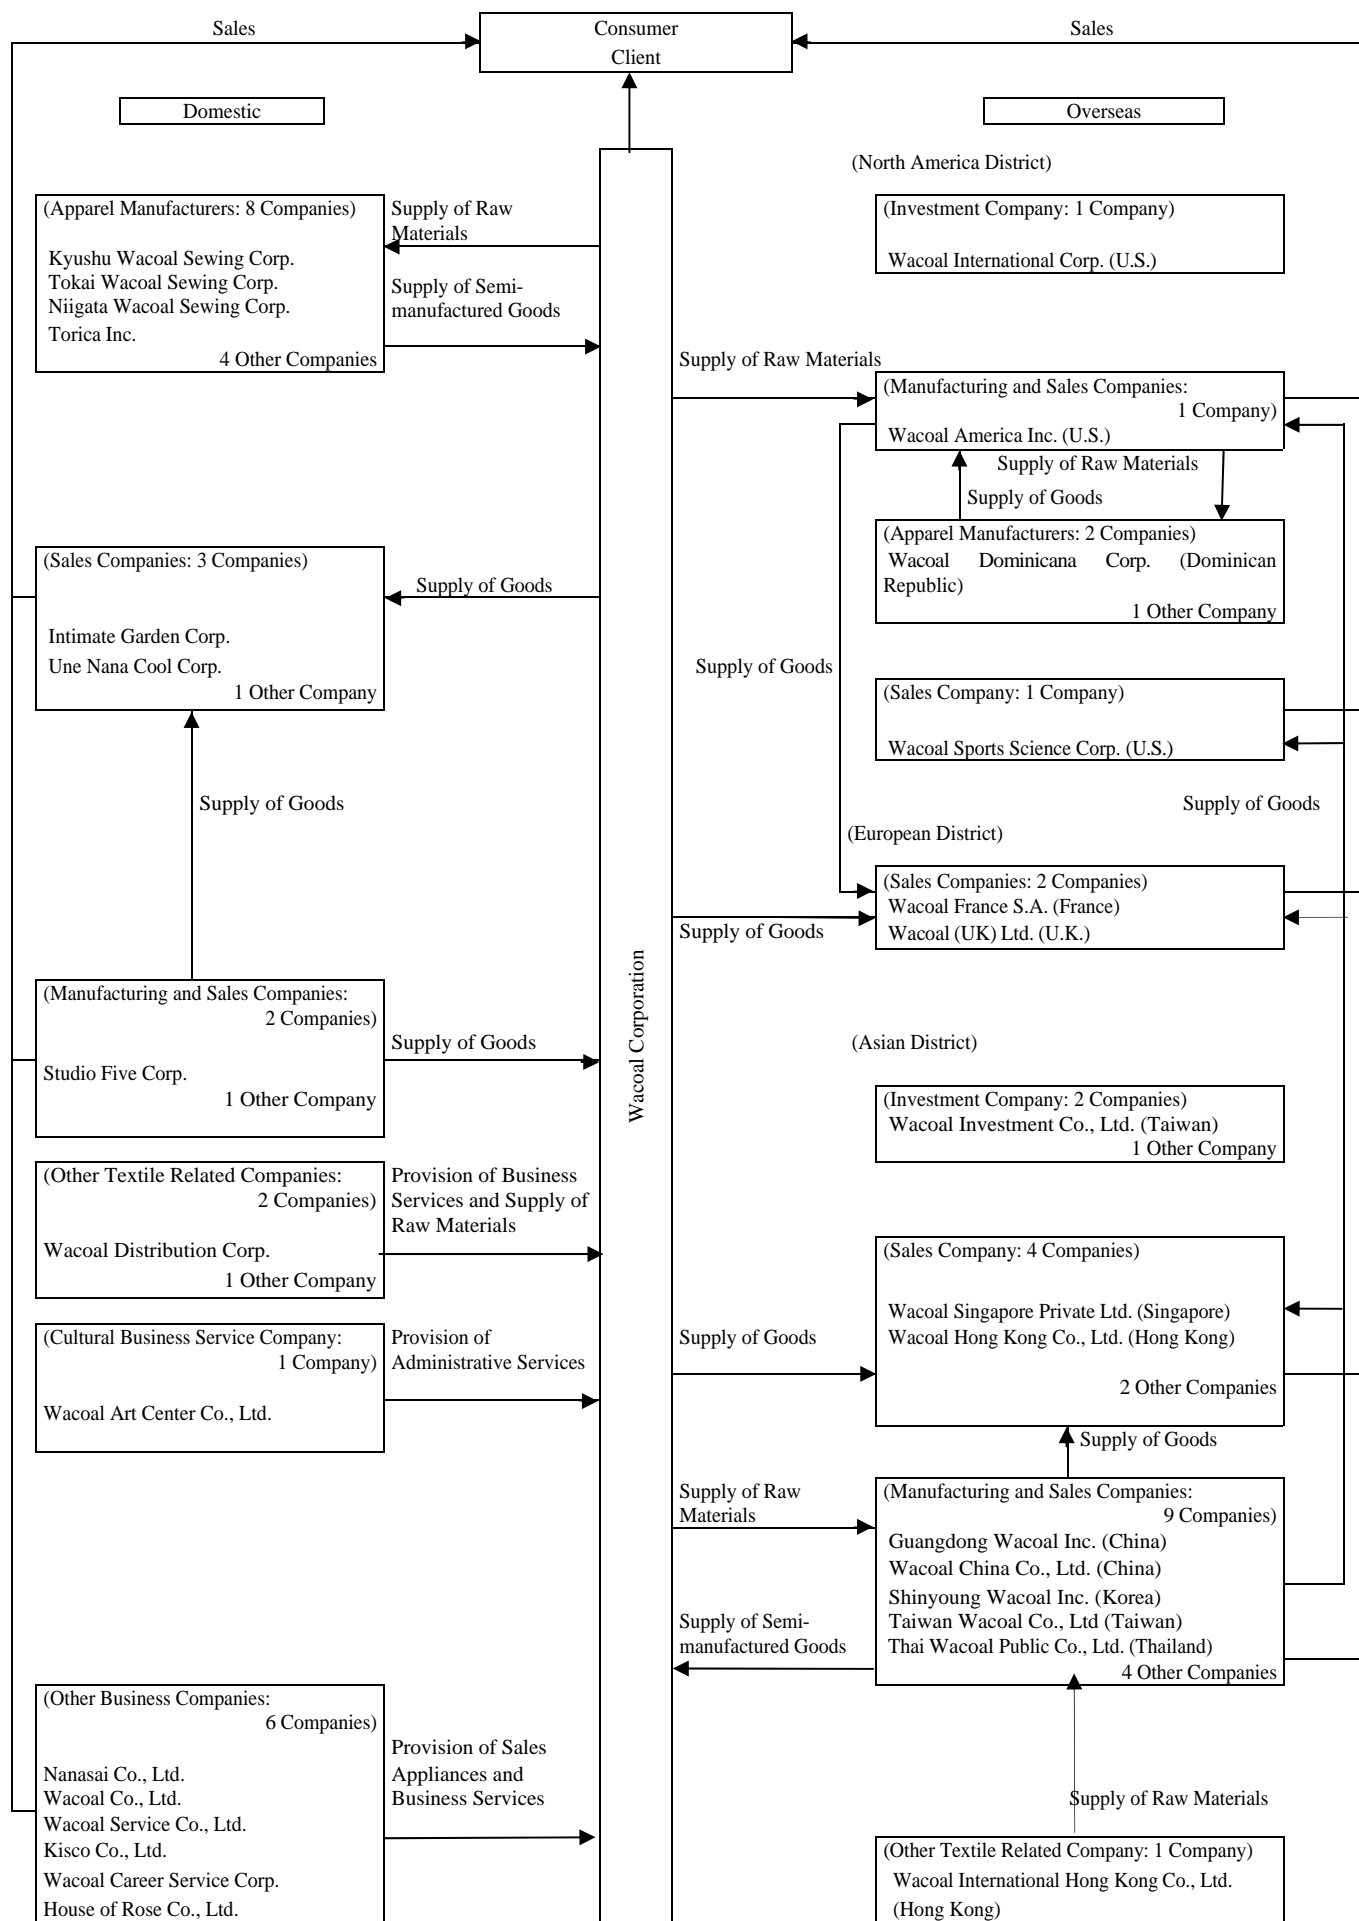 Sales
Consumer
Client
Sales
Domestic
Overseas
(North America District)
(Apparel Manufacturers: 8 Companies)
Kyushu Wacoal Sewing Corp.
Tokai Wacoal Sewing Corp.
Niigata Wacoal Sewing Corp.
Torica Inc.
4 Other Companies
Supply of Raw
Materials
Supply of Semi-
manufactured Goods
(Investment Company: 1 Company)
Wacoal International Corp. (U.S.)
Supply of Raw Materials
(Manufacturing and Sales Companies:
1 Company)
Wacoal America Inc. (U.S.)
Supply of Raw Materials
Supply of Goods
(Apparel Manufacturers: 2 Companies)
Wacoal Dominicana Corp. (Dominican
Republic)
1 Other Company
(Sales Companies: 3 Companies)
Intimate Garden Corp.
Une Nana Cool Corp.
1 Other Company
Supply of Goods
Supply of Goods
(Sales Company: 1 Company)
Wacoal Sports Science Corp. (U.S.)
Supply of Goods
Supply of Goods
(European District)
(Sales Companies: 2 Companies)
Wacoal France S.A. (France)
Wacoal (UK) Ltd. (U.K.)
Supply of Goods
Wacoal Corporation
(Manufacturing and Sales Companies:
2 Companies)
Studio Five Corp.
1 Other Company
Supply of Goods
(Asian District)
(Investment Company: 2 Companies)
Wacoal Investment Co., Ltd. (Taiwan)
1 Other Company
(Other Textile Related Companies:
2 Companies)
Wacoal Distribution Corp.
1 Other Company
Provision of Business
Services and Supply of
Raw Materials
(Sales Company: 4 Companies)
Wacoal Singapore Private Ltd. (Singapore)
Wacoal Hong Kong Co., Ltd. (Hong Kong)
2 Other Companies
(Cultural Business Service Company:
1 Company)
Wacoal Art Center Co., Ltd.
Provision of
Administrative Services
Supply of Goods
Supply of Goods
Supply of Raw
Materials
(Manufacturing and Sales Companies:
9 Companies)
Guangdong Wacoal Inc. (China)
Wacoal China Co., Ltd. (China)
Shinyoung Wacoal Inc. (Korea)
Taiwan Wacoal Co., Ltd (Taiwan)
Thai Wacoal Public Co., Ltd. (Thailand)
4 Other Companies
Supply of Semi-
manufactured Goods
(Other Business Companies:
6 Companies)
Nanasai Co., Ltd.
Wacoal Co., Ltd.
Wacoal Service Co., Ltd.
Kisco Co., Ltd.
Wacoal Career Service Corp.
House of Rose Co., Ltd.
Provision of Sales
Appliances and
Business Services
Supply of Raw Materials
(Other Textile Related Company: 1 Company)
Wacoal International Hong Kong Co., Ltd.
(Hong Kong)